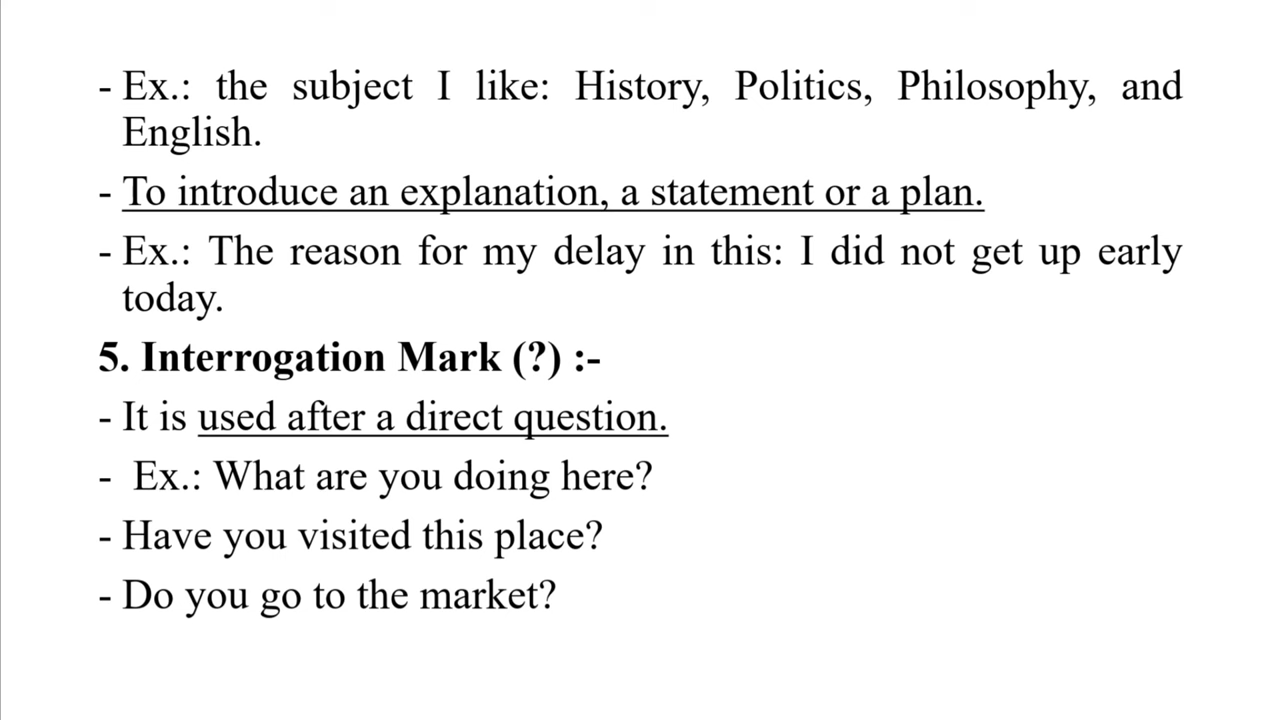 - Ex.: the subject I like: History, Politics, Philosophy, and
English.
- To introduce an explanation, a statement or a plan.
- Ex.: The reason for my delay in this: I did not get up early
today.
5. Interrogation Mark (?) :-
- It is used after a direct question.
- Ex.: What are you doing here?
- Have you visited this place?
- Do you go to the market?